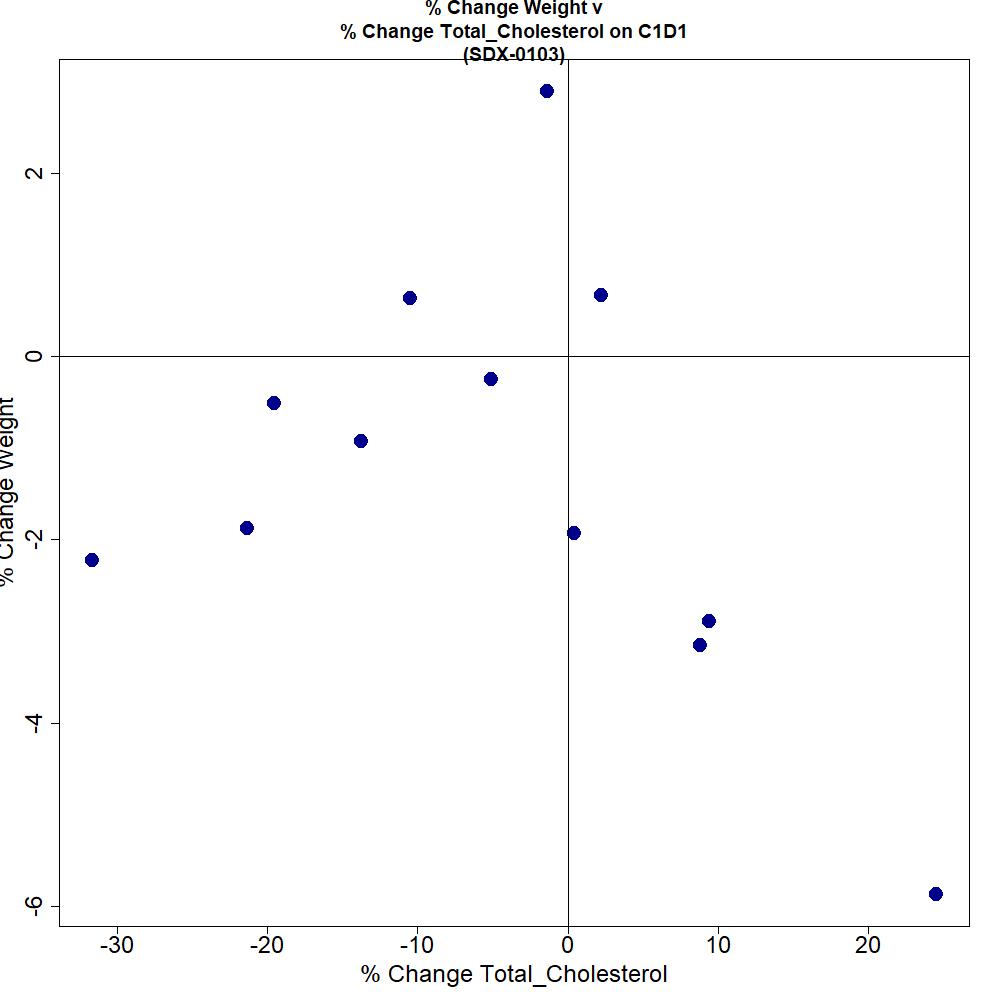 % Change Weight v
% Change Total_Cholesterol on C1D1
(SDX-0103)
% Change Weight
2
0
-2
-4
-6
-30
-20
-10
0
10
20
% Change Total_Cholesterol